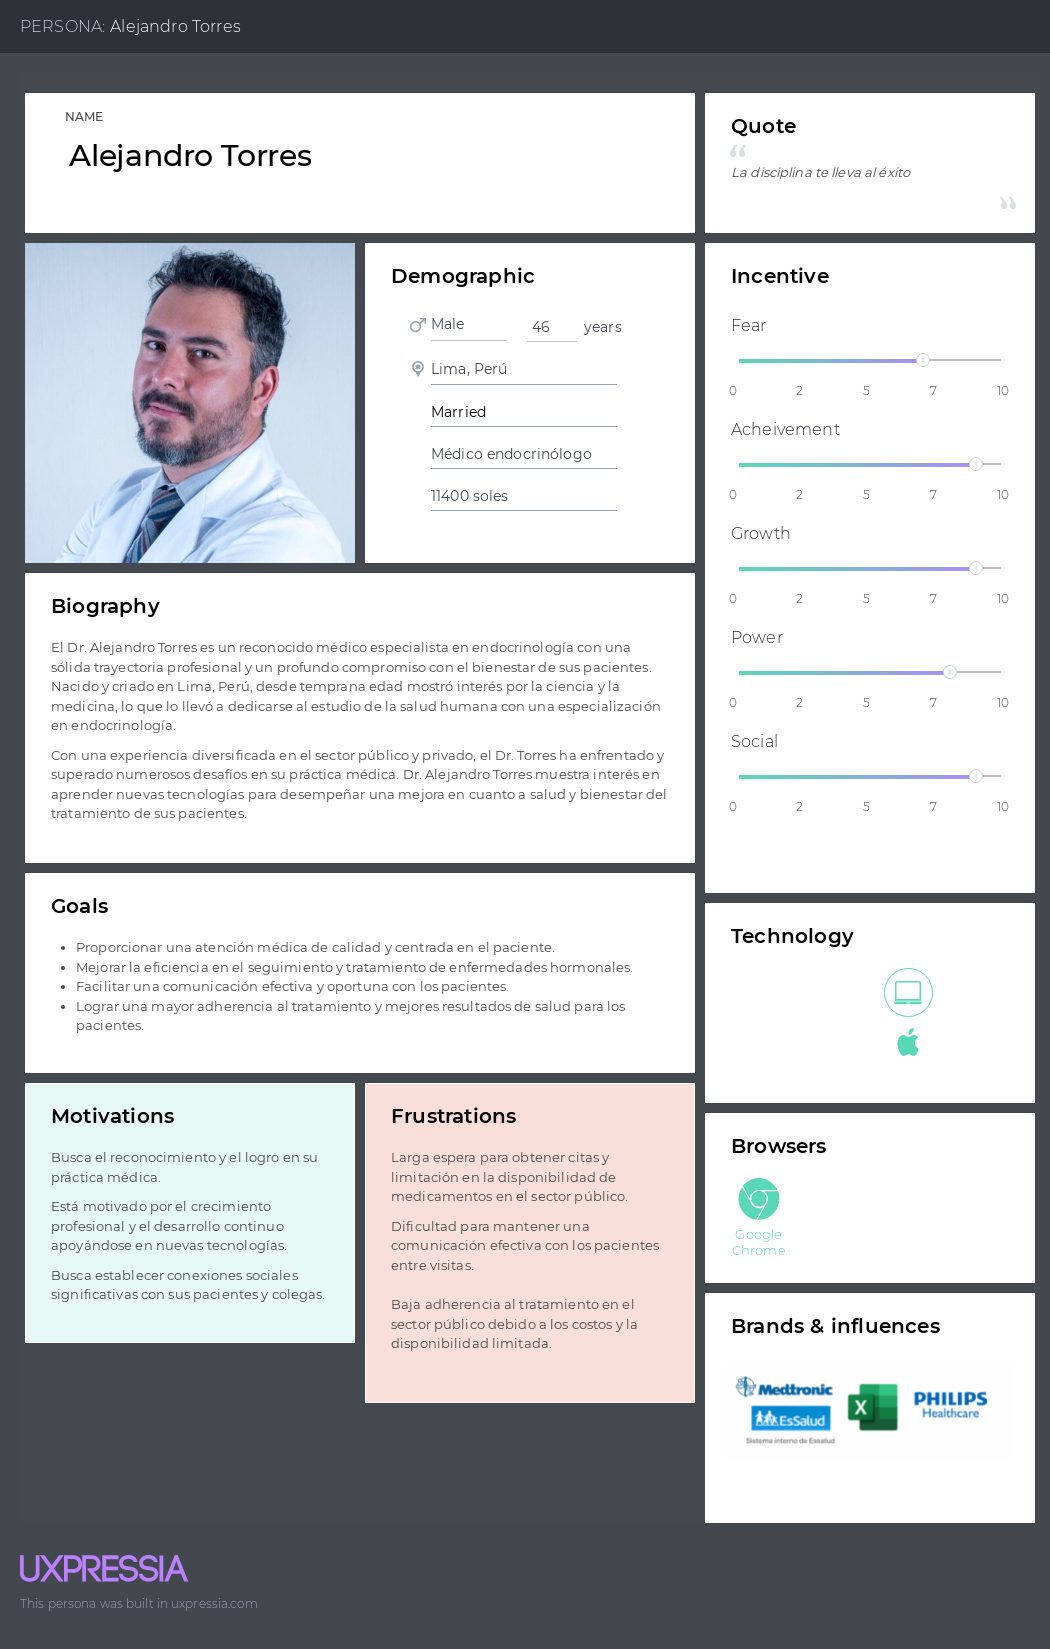 PERSONA: Alejandro Torres
NAME
Alejandro Torres
Quote
“
La disciplina te lleva al éxito
”
Demographic
Male
46 years
Lima, Perú
Married
Médico endocrinólogo
11400 soles
Incentive
Fear
0 2 5 7 10
Acheivement
0 2 5 7 10
Growth
0 2 5 7 10
Power
0 2 5 7 10
Social
0 2 5 7 10
Biography
El Dr. Alejandro Torres es un reconocido médico especialista en endocrinología con una
sólida trayectoria profesional y un profundo compromiso con el bienestar de sus pacientes.
Nacido y criado en Lima, Perú, desde temprana edad mostró interés por la ciencia y la
medicina, lo que lo llevó a dedicarse al estudio de la salud humana con una especialización
en endocrinología.
Con una experiencia diversificada en el sector público y privado, el Dr. Torres ha enfrentado y
superado numerosos desafíos en su práctica médica. Dr. Alejandro Torres muestra interés en
aprender nuevas tecnologías para desempeñar una mejora en cuanto a salud y bienestar del
tratamiento de sus pacientes.
Goals
• Proporcionar una atención médica de calidad y centrada en el paciente.
• Mejorar la eficiencia en el seguimiento y tratamiento de enfermedades hormonales.
• Facilitar una comunicación efectiva y oportuna con los pacientes.
• Lograr una mayor adherencia al tratamiento y mejores resultados de salud para los
pacientes.
Technology
Motivations
Busca el reconocimiento y el logro en su
práctica médica.
Está motivado por el crecimiento
profesional y el desarrollo continuo
apoyándose en nuevas tecnologías.
Busca establecer conexiones sociales
significativas con sus pacientes y colegas.
Frustrations
Larga espera para obtener citas y
limitación en la disponibilidad de
medicamentos en el sector público.
Dificultad para mantener una
comunicación efectiva con los pacientes
entre visitas.
Baja adherencia al tratamiento en el
sector público debido a los costos y la
disponibilidad limitada.
Browsers
Google
Chrome
Brands & influences
Medtronic
EsSalud
Sistema interno de Essalud
X
PHILIPS
Healthcare
UXPRESSIA
This persona was built in uxpressia.com